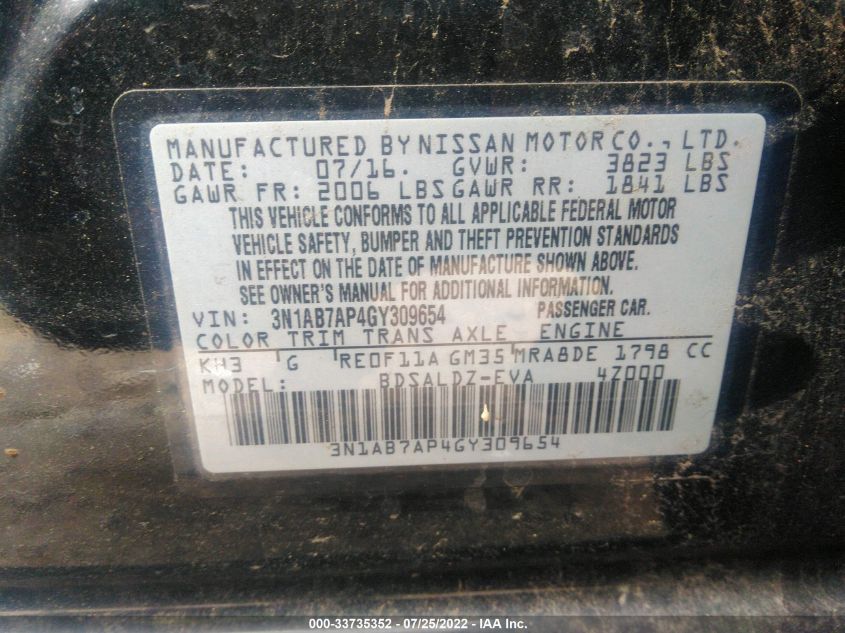 MANUFACTURED BY NISSAN MOTOR CO., LTD.
DATE: 07/16. GVWR: 3823 LBS
GAWR FR: 2006 LBS GAWR RR: 1841 LBS
THIS VEHICLE CONFORMS TO ALL APPLICABLE FEDERAL MOTOR
VEHICLE SAFETY, BUMPER AND THEFT PREVENTION STANDARDS
IN EFFECT ON THE DATE OF MANUFACTURE SHOWN ABOVE.
SEE OWNER'S MANUAL FOR ADDITIONAL INFORMATION.
VIN: 3N1AB7AP4GY309654 PASSENGER CAR.
COLOR TRIM TRANS AXLE ENGINE
KH3 G RE0F11A GM35 MRA8DE 1798 CC
MODEL: BDSALDZ-EVA 4Z000
3N1AB7AP4GY309654
000-33735352 - 07/25/2022 - IAA Inc.